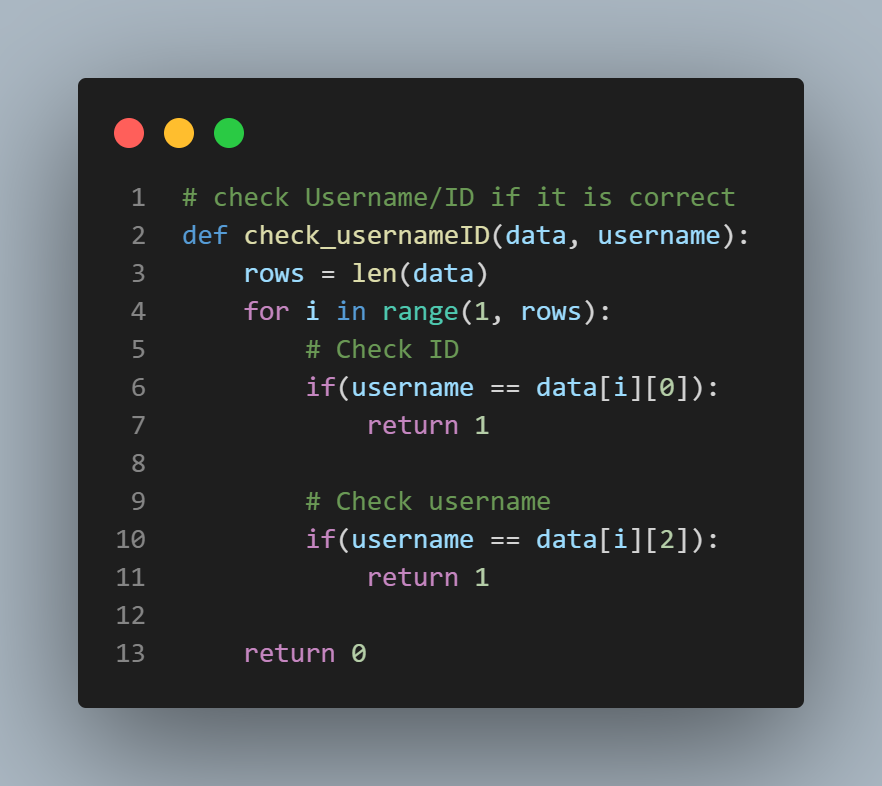 1 # check Username/ID if it is correct
2 def check_usernameID(data, username):
3     rows = len(data)
4     for i in range(1, rows):
5         # Check ID
6         if(username == data[i][0]):
7             return 1
8
9         # Check username
10         if(username == data[i][2]):
11             return 1
12
13     return 0